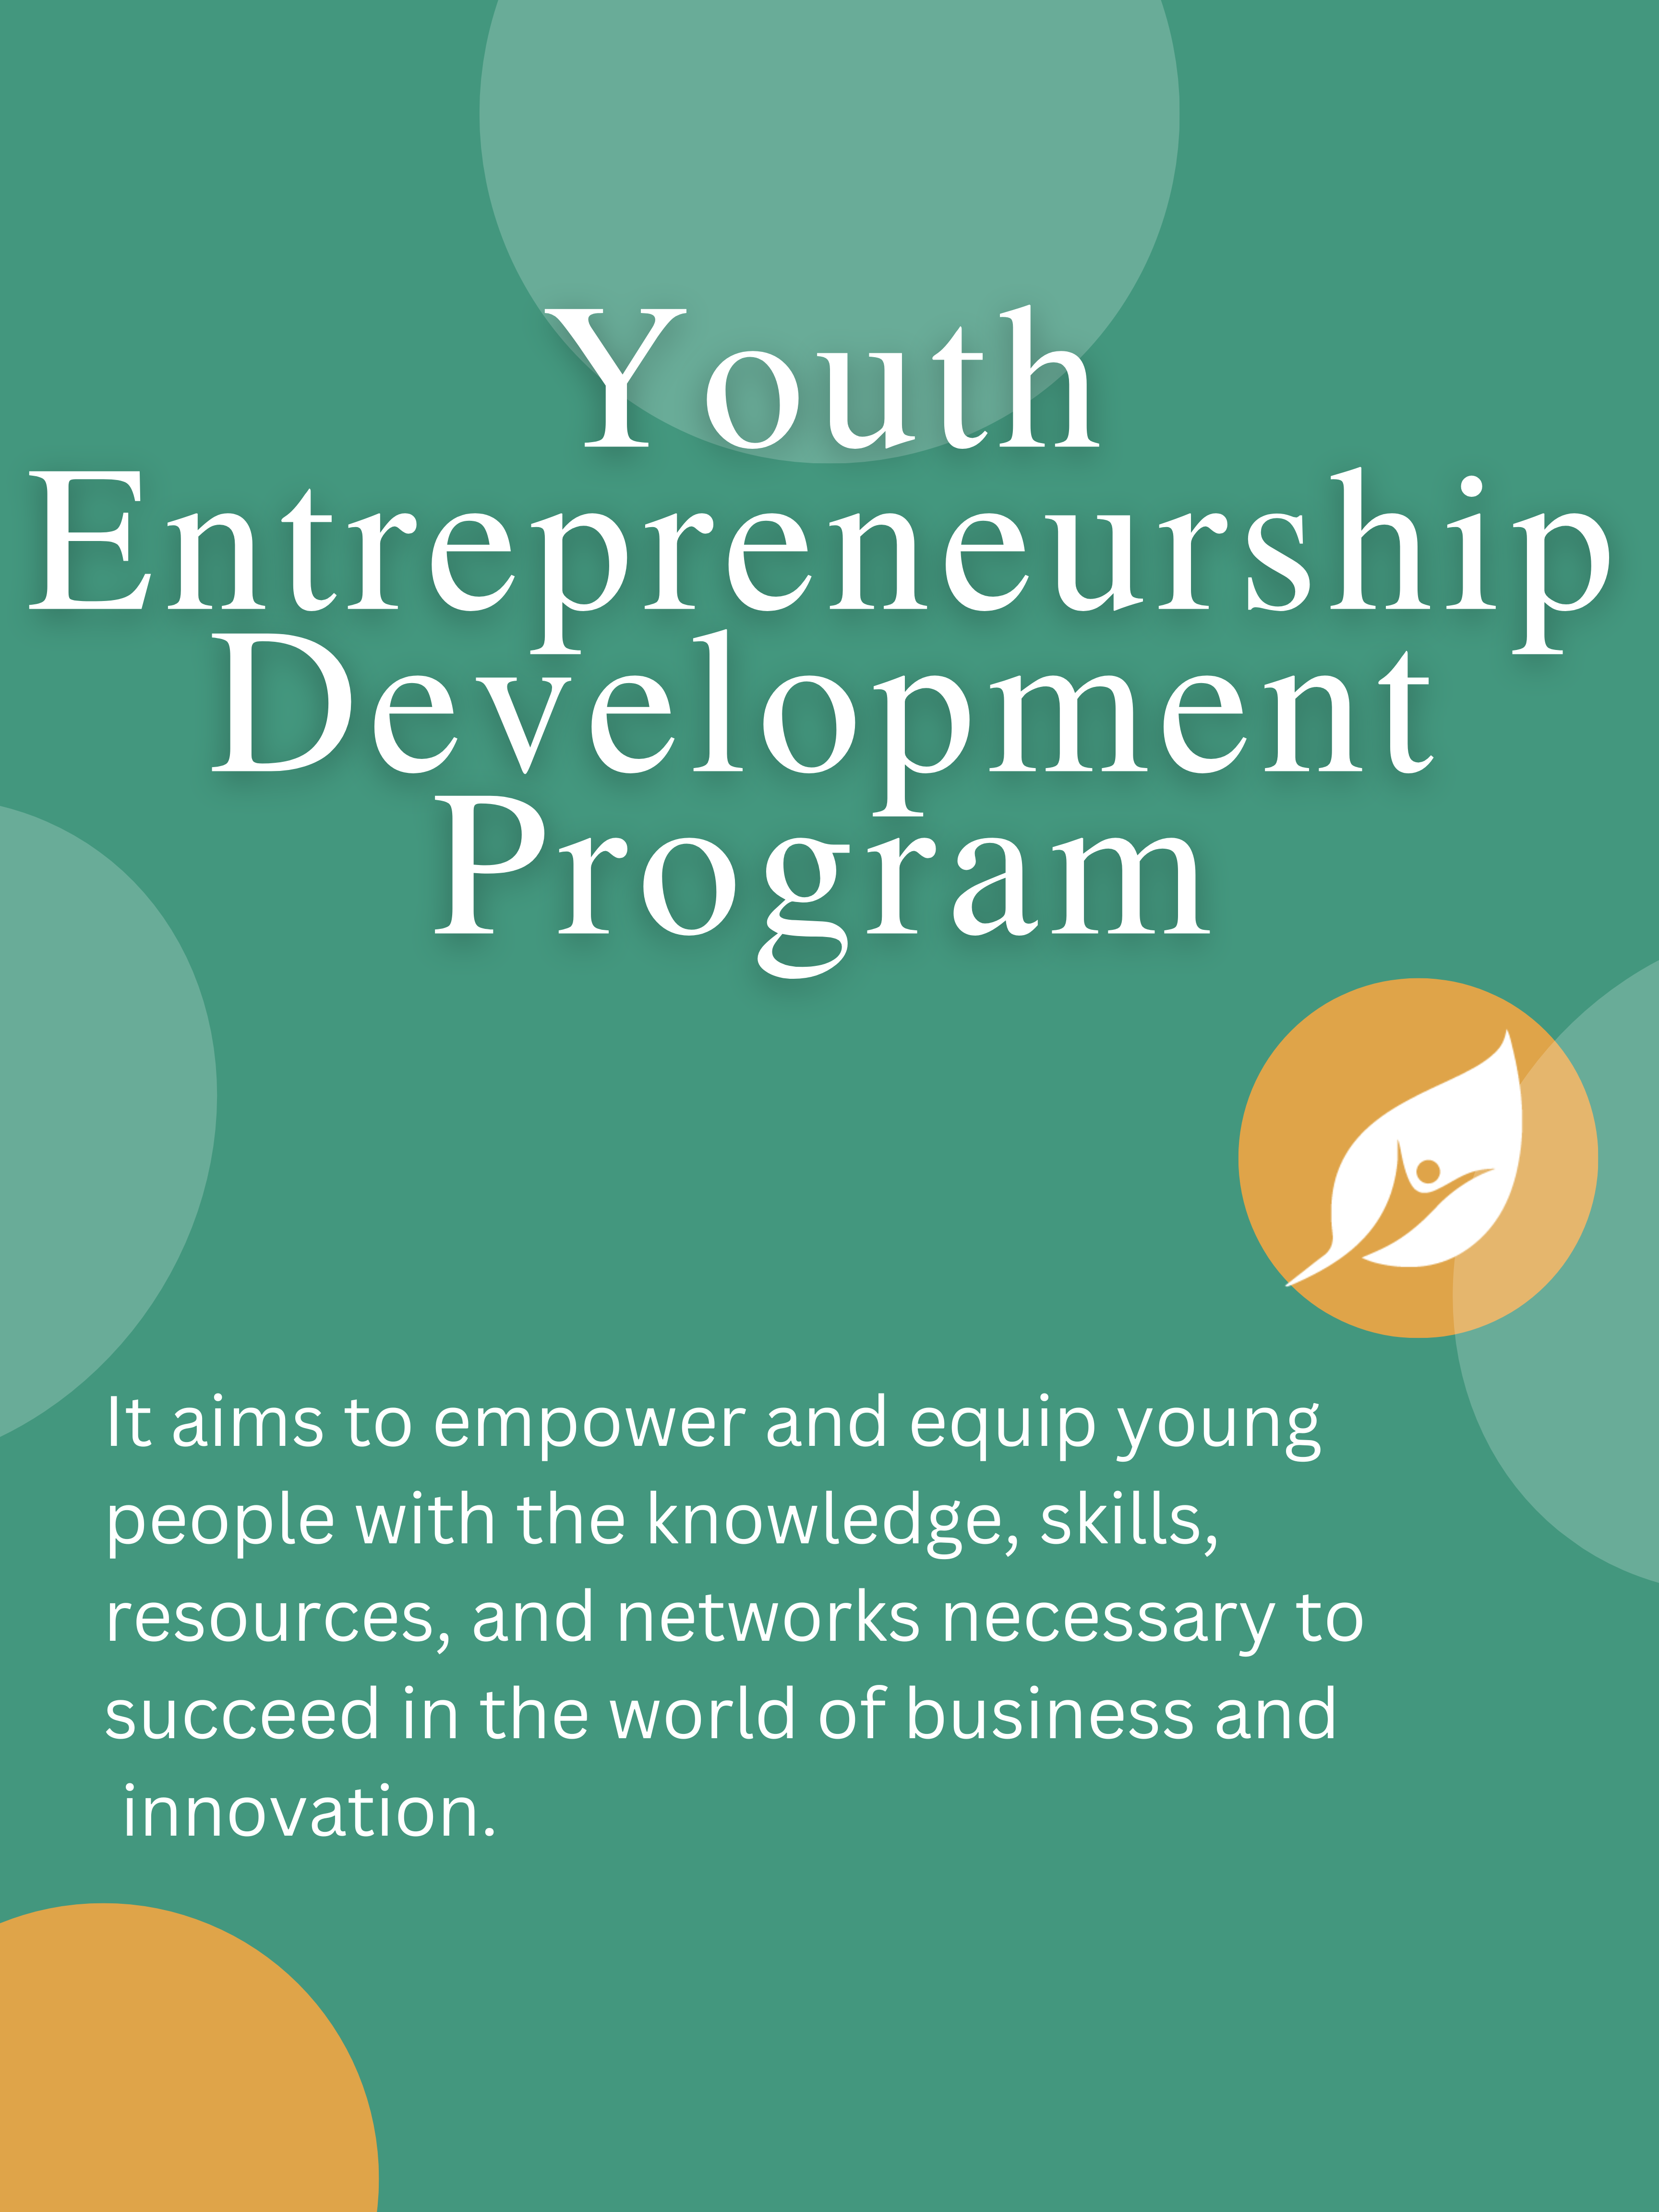 Youth
Entrepreneurship
Development
Program
It aims to empower and equip young
people with the knowledge, skills,
resources, and networks necessary to
succeed in the world of business and
innovation.